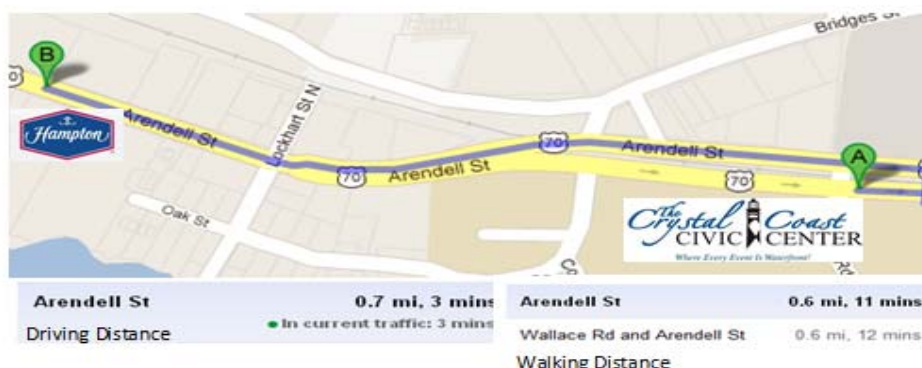 Bridges St
B
Hampton
Arendell St
Lockhart St N
70
Arendell St
70
Arendell St
70
A
Oak St
The Crystal Coast
CIVIC CENTER
Where Every Event Is Waterfront!
Arendell St 0.7 mi, 3 mins
In current traffic: 3 mins
Driving Distance
Arendell St 0.6 mi, 11 mins
Wallace Rd and Arendell St 0.6 mi, 12 mins
Walking Distance